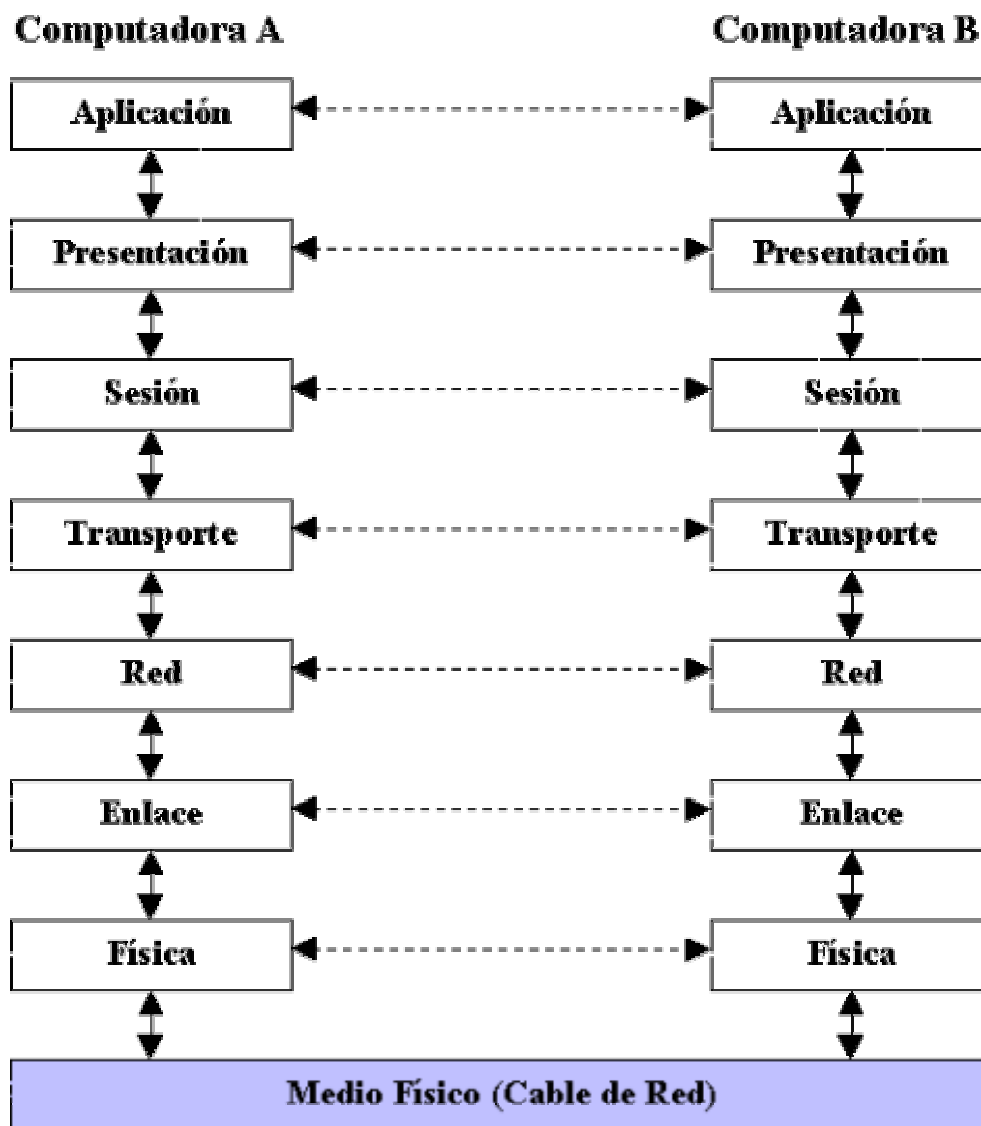 Computadora A
Computadora B
Aplicación
Aplicación
Presentación
Presentación
Sesión
Sesión
Transporte
Transporte
Red
Red
Enlace
Enlace
Física
Física
Medio Físico (Cable de Red)